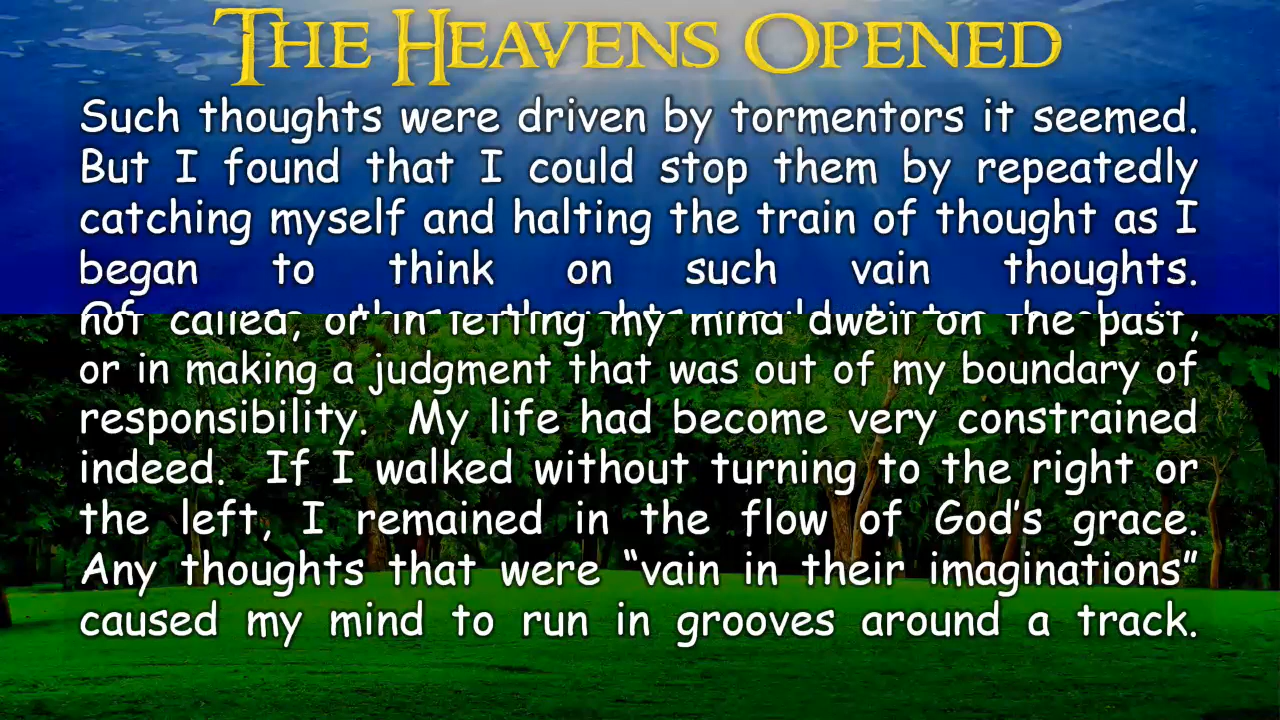 THE HEAVENS OPENED
Such thoughts were driven by tormentors it seemed.
But I found that I could stop them by repeatedly
catching myself and halting the train of thought as I
began to think on such vain thoughts.
not called, or in letting my mind dwell on the past,
or in making a judgment that was out of my boundary of
responsibility. My life had become very constrained
indeed. If I walked without turning to the right or
the left, I remained in the flow of God's grace.
Any thoughts that were “vain in their imaginations”
caused my mind to run in grooves around a track.